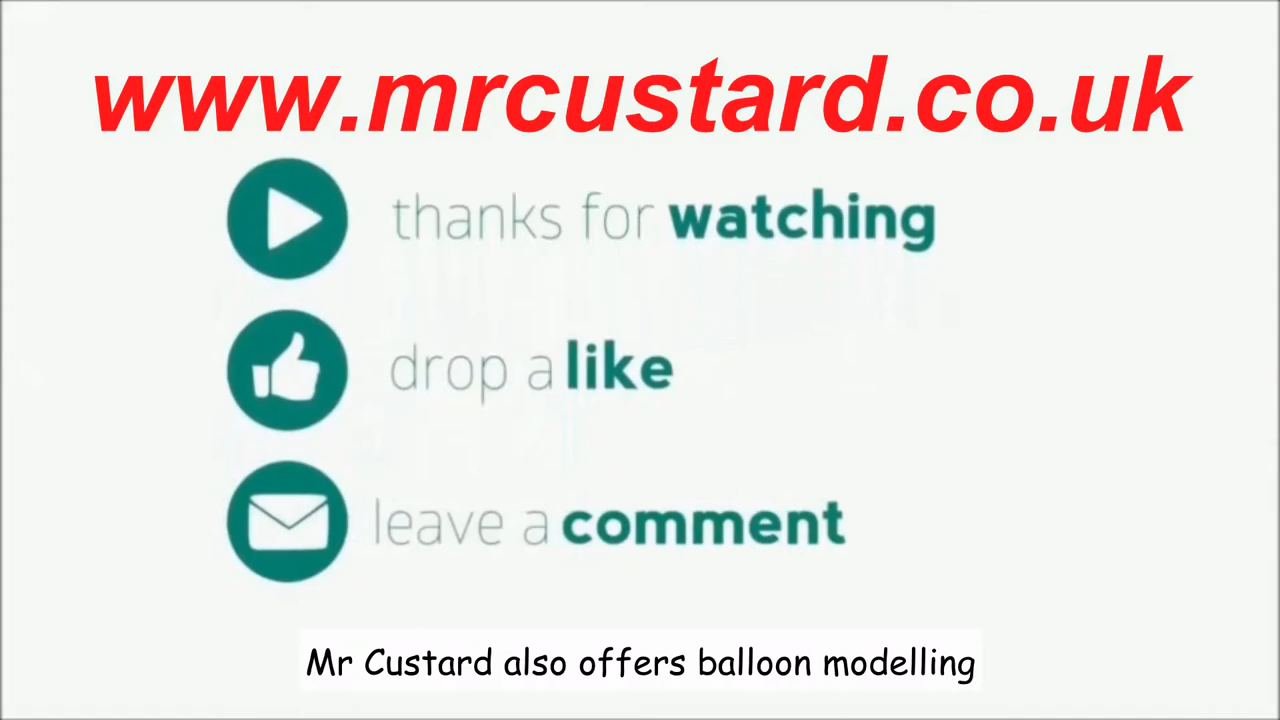 www.mrcustard.co.uk
thanks for watching
drop a like
leave a comment
Mr Custard also offers balloon modelling